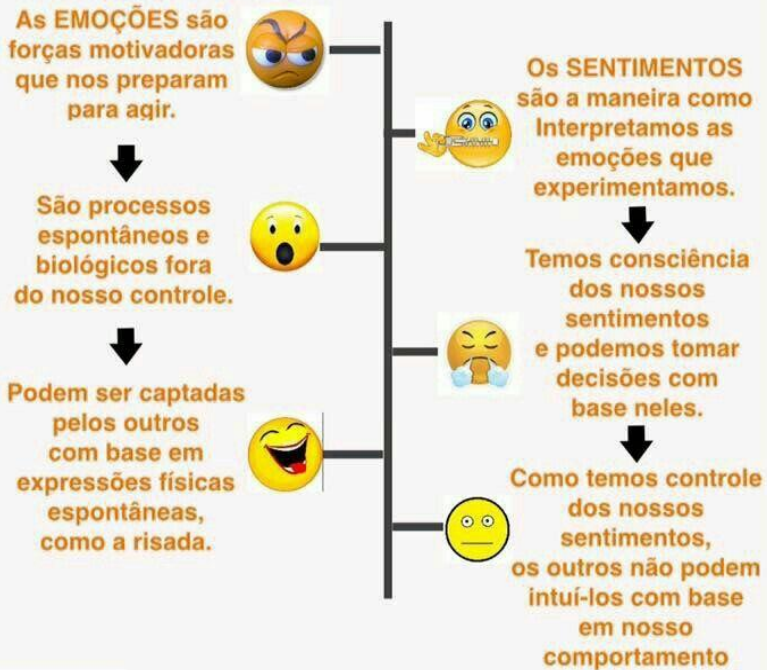 As EMOÇÕES são
forças motivadoras
que nos preparam
para agir.
São processos
espontâneos e
biológicos fora
do nosso controle.
Podem ser captadas
pelos outros
com base em
expressões físicas
espontâneas,
como a risada.
Os SENTIMENTOS
são a maneira como
Interpretamos as
emoções que
experimentamos.
Temos consciência
dos nossos
sentimentos
e podemos tomar
decisões com
base neles.
Como temos controle
dos nossos
sentimentos,
os outros não podem
intuí-los com base
em nosso
comportamento